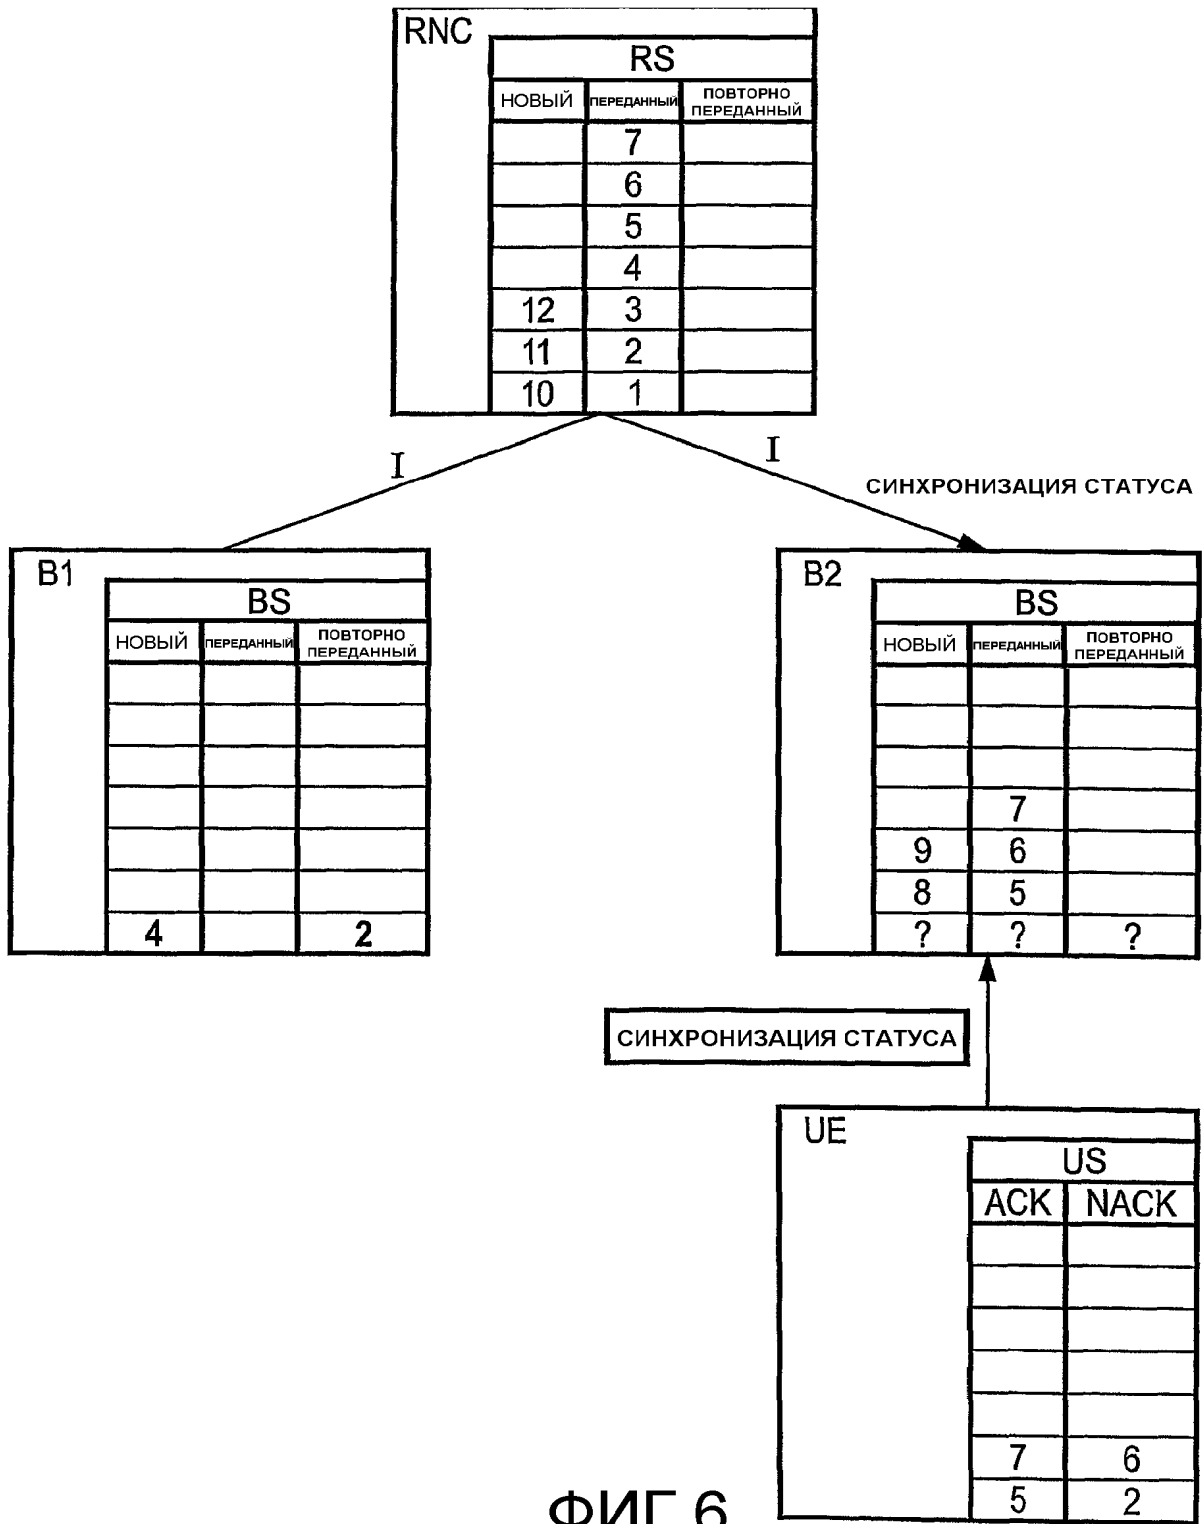 RNC
RS
НОВЫЙ ПЕРЕДАННЫЙ ПОВТОРНО ПЕРЕДАННЫЙ
7
6
5
4
12 3
11 2
10 1
I I
СИНХРОНИЗАЦИЯ СТАТУСА
B1
BS
НОВЫЙ ПЕРЕДАННЫЙ ПОВТОРНО ПЕРЕДАННЫЙ
4 2
B2
BS
НОВЫЙ ПЕРЕДАННЫЙ ПОВТОРНО ПЕРЕДАННЫЙ
7
9 6
8 5
? ? ?
СИНХРОНИЗАЦИЯ СТАТУСА
UE
US
ACK NACK
7 6
5 2
ФИГ.6